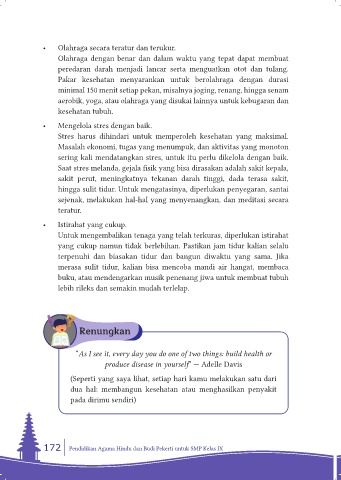 • Olahraga secara teratur dan terukur.
Olahraga dengan benar dan dalam waktu yang tepat dapat membuat
peredaran darah menjadi lancar serta menguatkan otot dan tulang.
Pakar kesehatan menyarankan untuk berolahraga dengan durasi
minimal 150 menit setiap pekan, misalnya joging, renang, hingga senam
aerobik, yoga, atau olahraga yang disukai lainnya untuk kebugaran dan
kesehatan tubuh.
• Mengelola stres dengan baik.
Stres harus dihindari untuk memperoleh kesehatan yang maksimal.
Masalah ekonomi, tugas yang menumpuk, dan aktivitas yang monoton
sering kali mendatangkan stres, untuk itu perlu dikelola dengan baik.
Saat stres melanda, gejala fisik yang bisa dirasakan adalah sakit kepala,
sakit perut, meningkatnya tekanan darah tinggi, dada terasa sakit,
hingga sulit tidur. Untuk mengatasinya, diperlukan penyegaran, santai
sejenak, melakukan hal-hal yang menyenangkan, dan meditasi secara
teratur.
• Istirahat yang cukup.
Untuk mengembalikan tenaga yang telah terkuras, diperlukan istirahat
yang cukup namun tidak berlebihan. Pastikan jam tidur kalian selalu
terpenuhi dan biasakan tidur dan bangun diwaktu yang sama. Jika
merasa sulit tidur, kalian bisa mencoba mandi air hangat, membaca
buku, atau mendengarkan musik penenang jiwa untuk membuat tubuh
lebih rileks dan semakin mudah terlelap.
Renungkan
"As I see it, every day you do one of two things: build health or
produce disease in yourself" — Adelle Davis
(Seperti yang saya lihat, setiap hari kamu melakukan satu dari
dua hal: membangun kesehatan atau menghasilkan penyakit
pada dirimu sendiri)
172 Pendidikan Agama Hindu dan Budi Pekerti untuk SMP Kelas IX